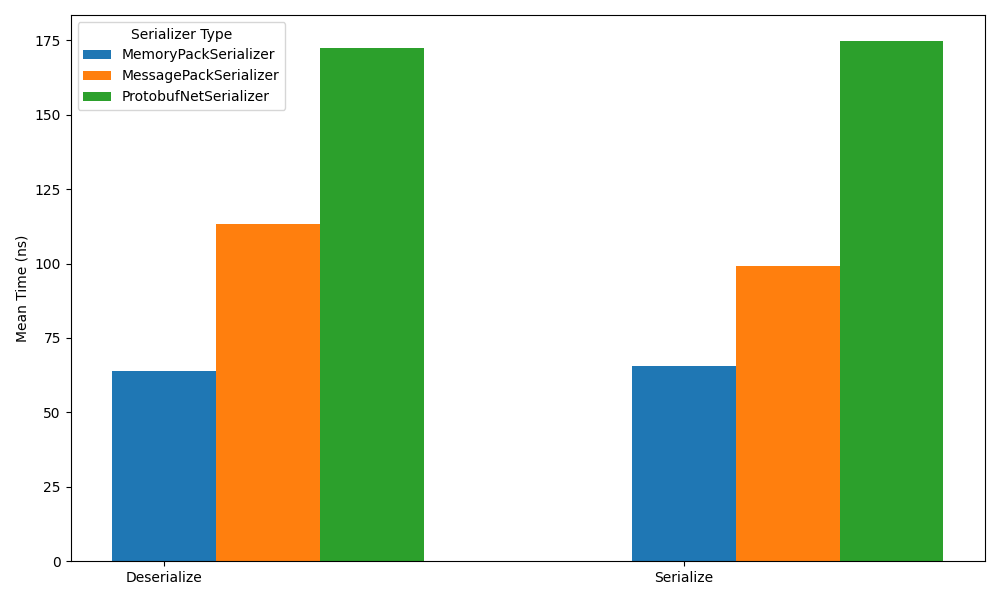 Serializer Type
MemoryPackSerializer
MessagePackSerializer
ProtobufNetSerializer
Mean Time (ns)
175
150
125
100
75
50
25
0
Deserialize
Serialize